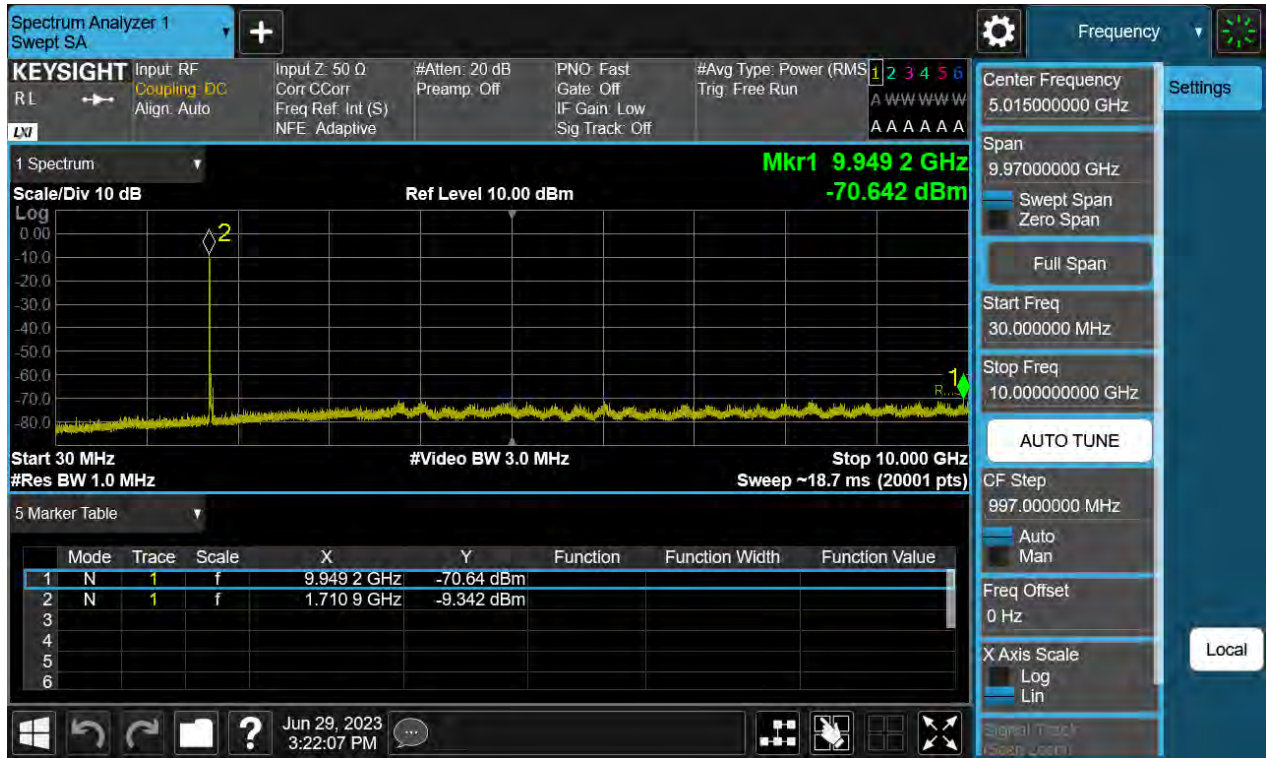 Spectrum Analyzer 1
Swept SA
+
Frequency
KEYSIGHT
RL
LXI
Input: RF
Coupling: DC
Align: Auto
Input Z: 50 Ω
Corr CCorr
Freq Ref: Int (S)
NFE: Adaptive
#Atten: 20 dB
Preamp: Off
PNO: Fast
Gate: Off
IF Gain: Low
Sig Track: Off
#Avg Type: Power (RMS
Trig: Free Run
1 2 3 4 5 6
A W W W W W
A A A A A A
1 Spectrum
Scale/Div 10 dB
Ref Level 10.00 dBm
Mkr1 9.949 2 GHz
-70.642 dBm
Log
0.00
-10.0
-20.0
-30.0
-40.0
-50.0
-60.0
-70.0
-80.0
2
1
R...S
Start 30 MHz
#Video BW 3.0 MHz
Stop 10.000 GHz
#Res BW 1.0 MHz
Sweep ~18.7 ms (20001 pts)
5 Marker Table
Mode Trace Scale X Y Function Function Width Function Value
1 N 1 f 9.949 2 GHz -70.64 dBm
2 N 1 f 1.710 9 GHz -9.342 dBm
3
4
5
6
Center Frequency
5.015000000 GHz
Settings
Span
9.97000000 GHz
Swept Span
Zero Span
Full Span
Start Freq
30.000000 MHz
Stop Freq
10.000000000 GHz
AUTO TUNE
CF Step
997.000000 MHz
Auto
Man
Freq Offset
0 Hz
X Axis Scale
Log
Lin
Signal Track
(Span Zoom)
Local
?
Jun 29, 2023
3:22:07 PM